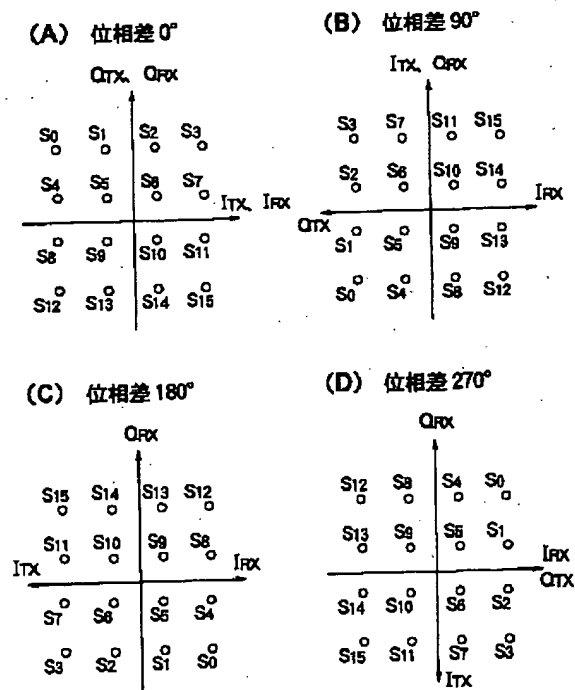 (A) 位相差 0°
QTX、QRX
S0 S1 S2 S3
S4 S5 S6 S7
ITX、IRX
S8 S9 S10 S11
S12 S13 S14 S15
(B) 位相差 90°
ITX、QRX
S3 S7 S11 S15
S2 S6 S10 S14
IRX
QTX
S1 S5 S9 S13
S0 S4 S8 S12
(C) 位相差 180°
QRX
S15 S14 S13 S12
S11 S10 S9 S8
ITX IRX
S7 S6 S5 S4
S3 S2 S1 S0
(D) 位相差 270°
QRX
S12 S8 S4 S0
S13 S9 S5 S1
IRX
QTX
S14 S10 S6 S2
S15 S11 S7 S3
ITX